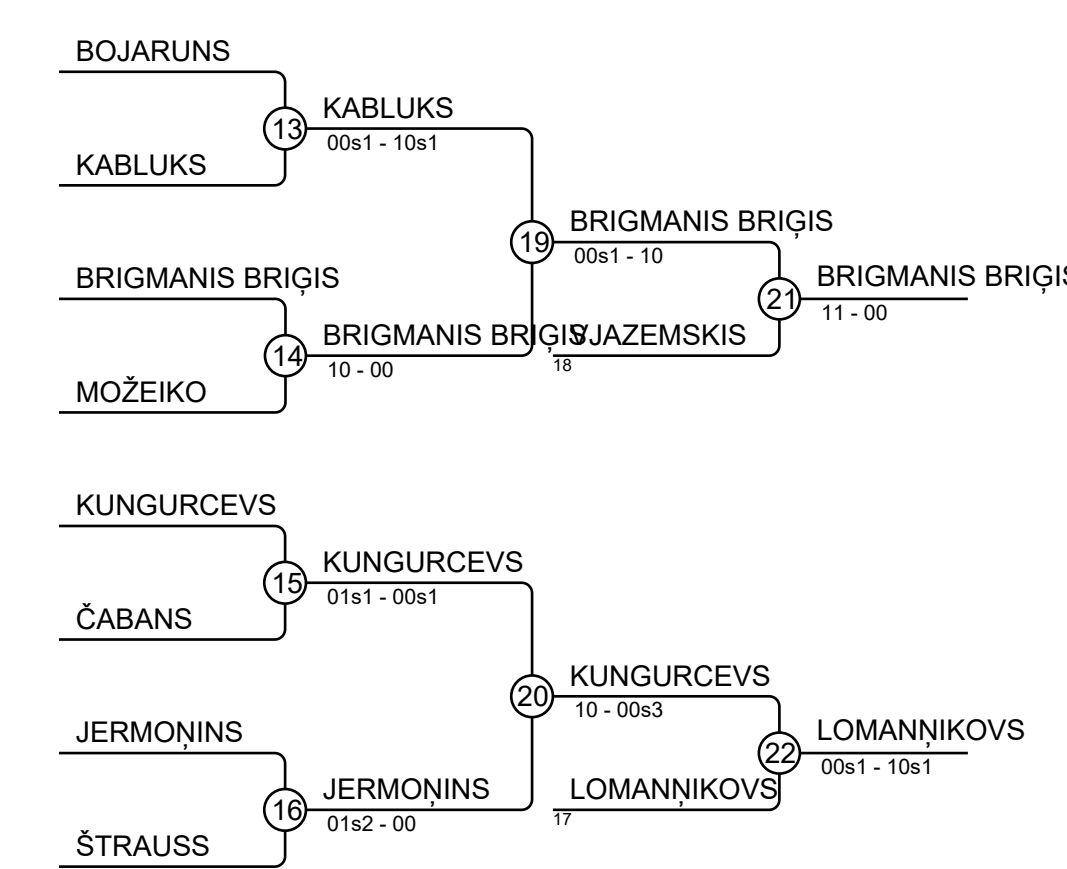 BOJARUNS
KABLUKS
13
00s1 - 10s1
KABLUKS
BRIGMANIS BRIĢIS
19
00s1 - 10
BRIGMANIS BRIĢIS
BRIGMANIS BRIĢIS
21
11 - 00
BRIGMANIS BRIĢIS
VJAZEMSKIS
14
18
10 - 00
MOŽEIKO
KUNGURCEVS
KUNGURCEVS
15
01s1 - 00s1
ČABANS
KUNGURCEVS
20
10 - 00s3
JERMOŅINS
LOMANŅIKOVS
22
00s1 - 10s1
JERMOŅINS
LOMANŅIKOVS
16
17
01s2 - 00
ŠTRAUSS